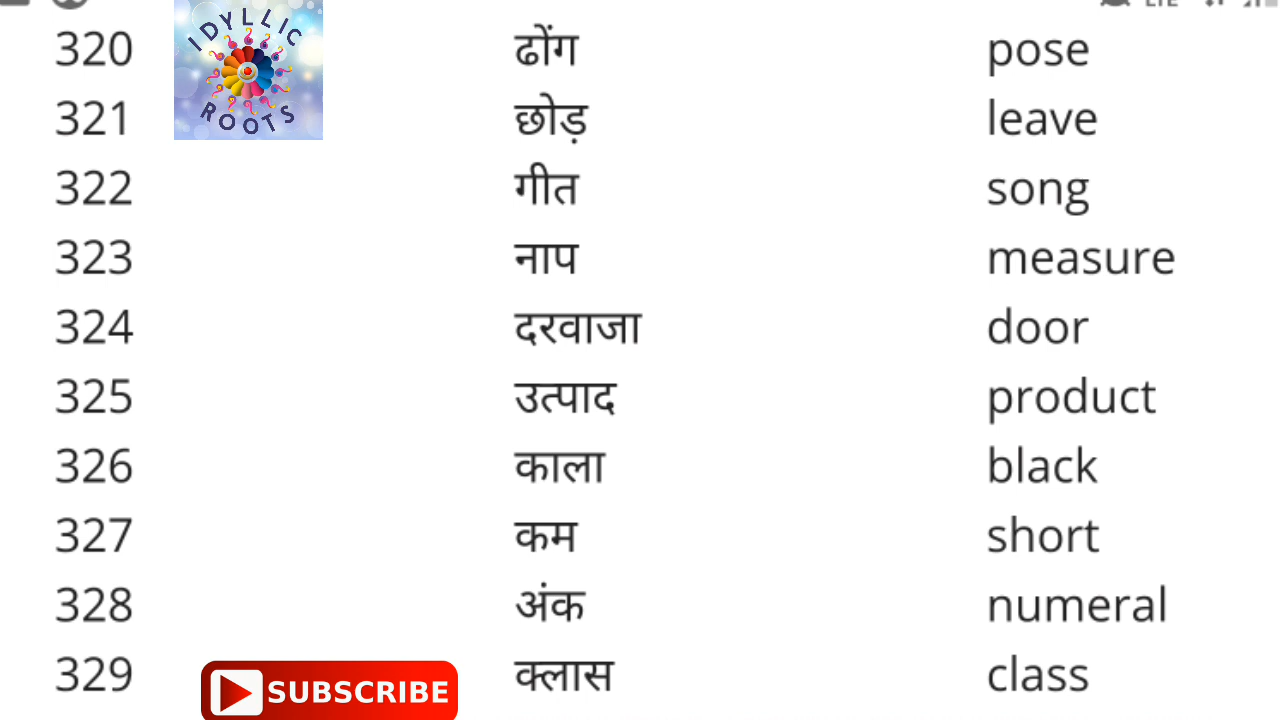 LTE
IDYLLIC
ROOTS
320 ढोंग pose
321 छोड़ leave
322 गीत song
323 नाप measure
324 दरवाजा door
325 उत्पाद product
326 काला black
327 कम short
328 अंक numeral
329 क्लास class
SUBSCRIBE